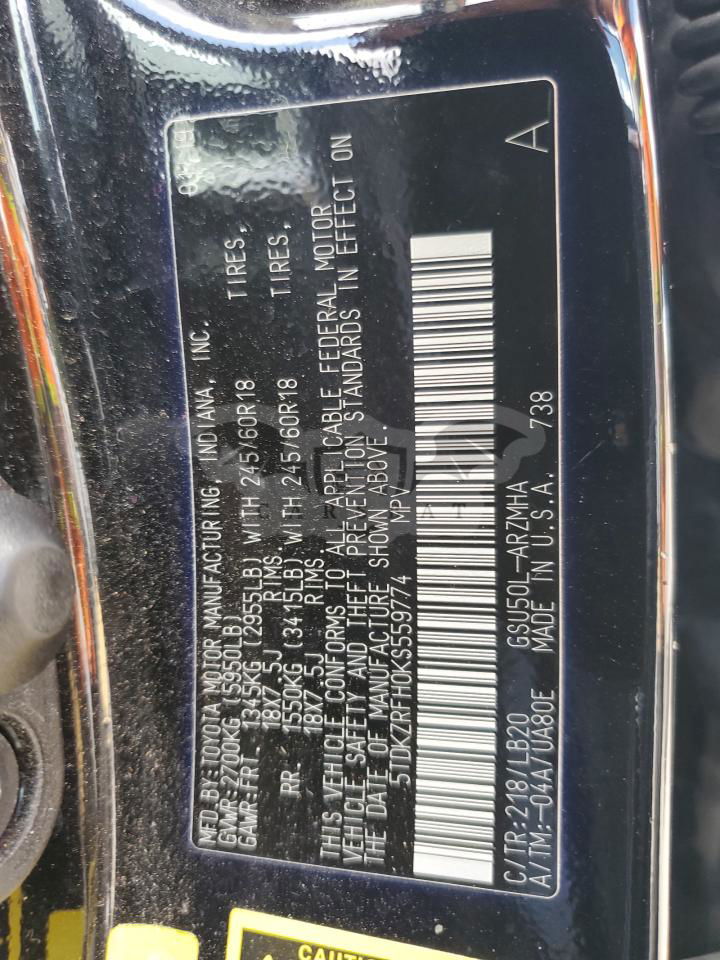 MFD.BY:TOYOTA MOTOR MANUFACTURING, INDIANA, INC.
GVWR:2700KG (5950LB)
GAWR:FRT. 1345KG (2955LB) WITH 245/60R18 TIRES,
18X7.5J RIMS.
RR. 1550KG (3415LB) WITH 245/60R18 TIRES,
18X7.5J RIMS.
THIS VEHICLE CONFORMS TO ALL APPLICABLE FEDERAL MOTOR
VEHICLE SAFETY AND THEFT PREVENTION STANDARDS IN EFFECT ON
THE DATE OF MANUFACTURE SHOWN ABOVE.
5TDKZRFH0KS559774 MPV
C/TR:218/LB20 GSU50L-ARZMHA
A/TM:-04A/UA80E MADE IN U.S.A. 738 A
CAUTI